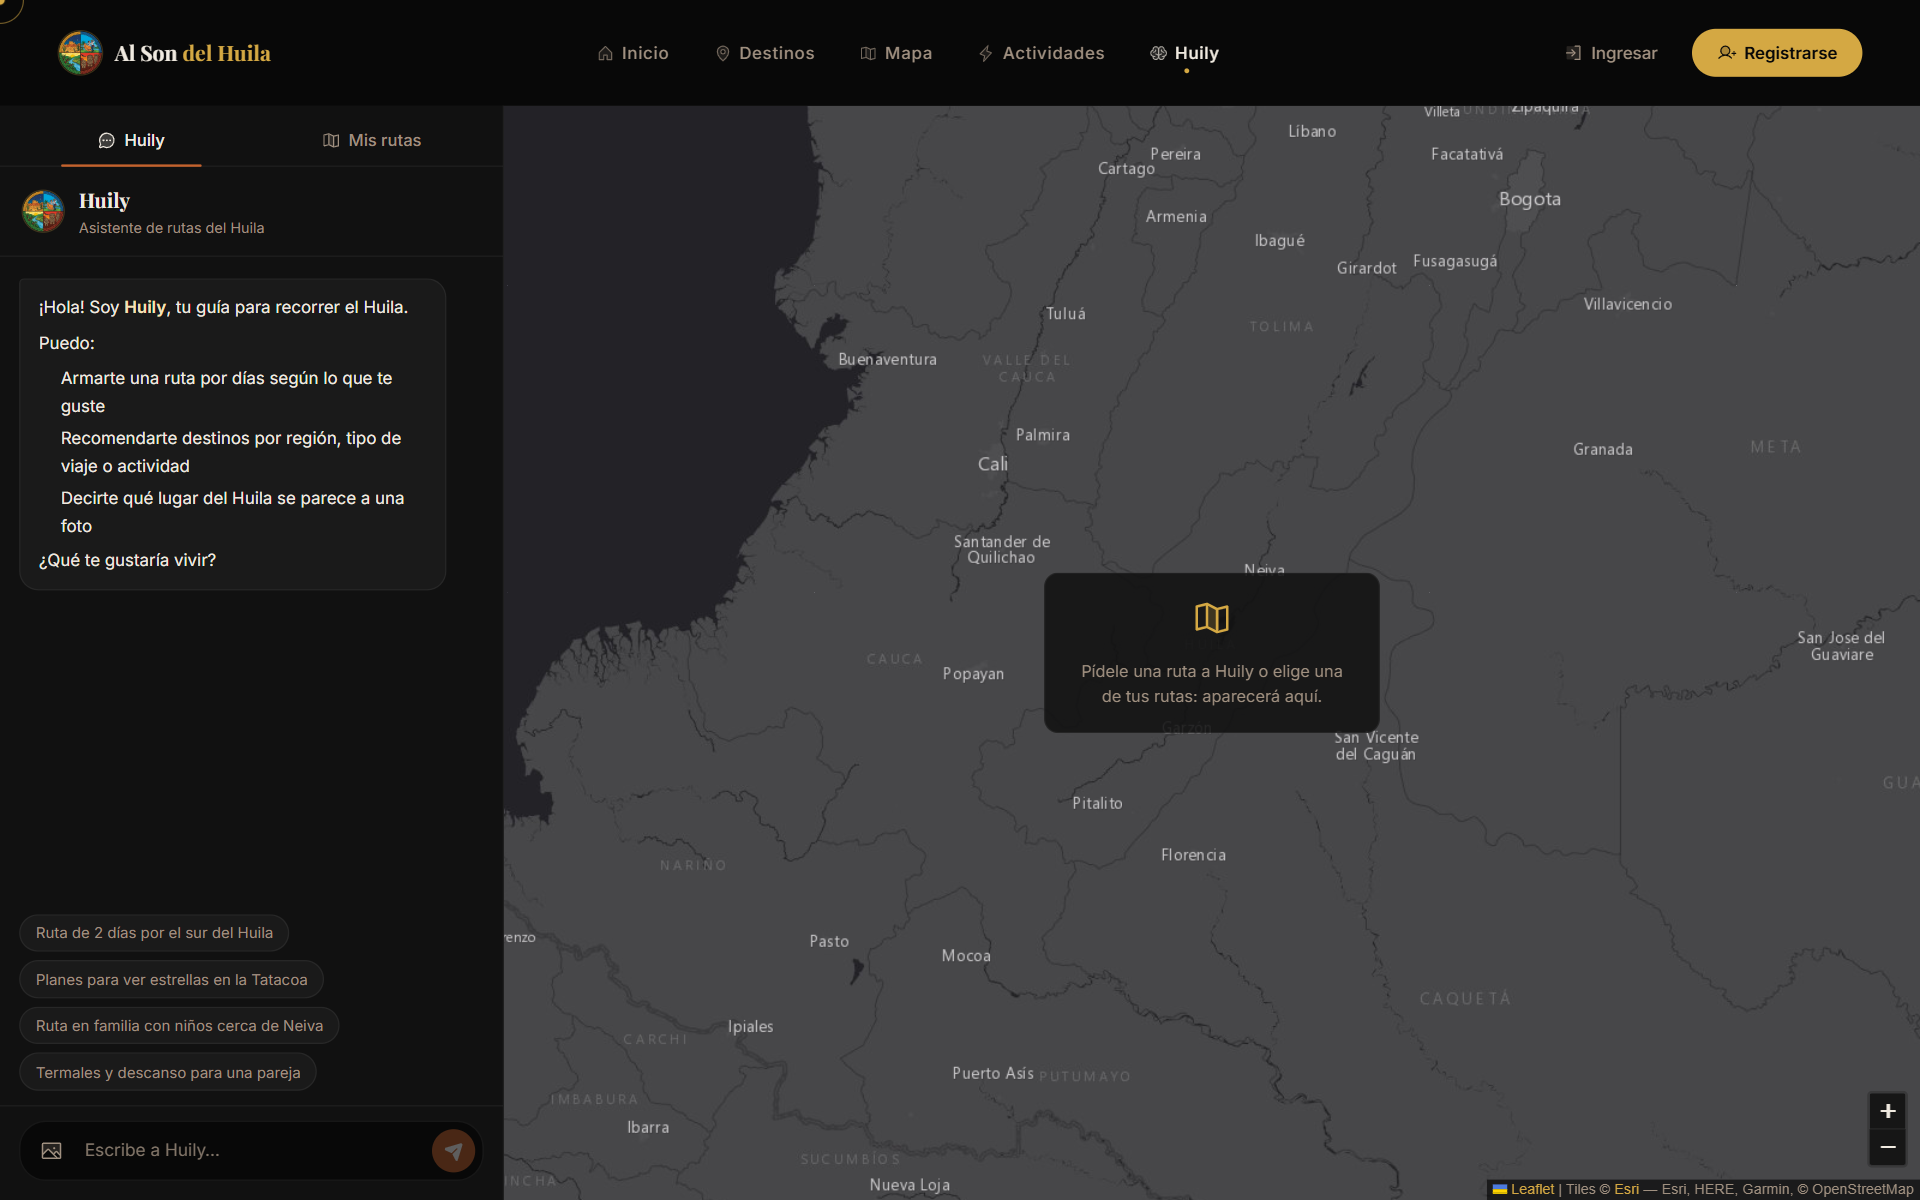 Al Son del Huila
Inicio
Destinos
Mapa
Actividades
Huily
Ingresar
Registrarse
Huily
Mis rutas
Huily
Asistente de rutas del Huila
¡Hola! Soy Huily, tu guía para recorrer el Huila.
Puedo:
Armarte una ruta por días según lo que te
guste
Recomendarte destinos por región, tipo de
viaje o actividad
Decirte qué lugar del Huila se parece a una
foto
¿Qué te gustaría vivir?
Ruta de 2 días por el sur del Huila
Planes para ver estrellas en la Tatacoa
Ruta en familia con niños cerca de Neiva
Termales y descanso para una pareja
Escribe a Huily...
Villeta
Zipaquirá
Líbano
Pereira
Facatativá
Cartago
Bogota
Armenia
Ibagué
Girardot
Fusagasugá
Villavicencio
Tuluá
TOLIMA
Buenaventura
VALLE DEL
CAUCA
Palmira
Cali
Granada
META
Santander de
Quilichao
Neiva
Pídele una ruta a Huily o elige una
de tus rutas: aparecerá aquí.
Garzón
San Jose del
Guaviare
CAUCA
Popayan
San Vicente
del Caguán
GUA
Pitalito
Florencia
NARIÑO
renzo
Pasto
Mocoa
CAQUETÁ
Ipiales
CARCHI
Puerto Asís
PUTUMAYO
IMBABURA
Ibarra
SUCUMBÍOS
INCHA
Nueva Loja
+
−
Leaflet | Tiles © Esri — Esri, HERE, Garmin, © OpenStreetMap